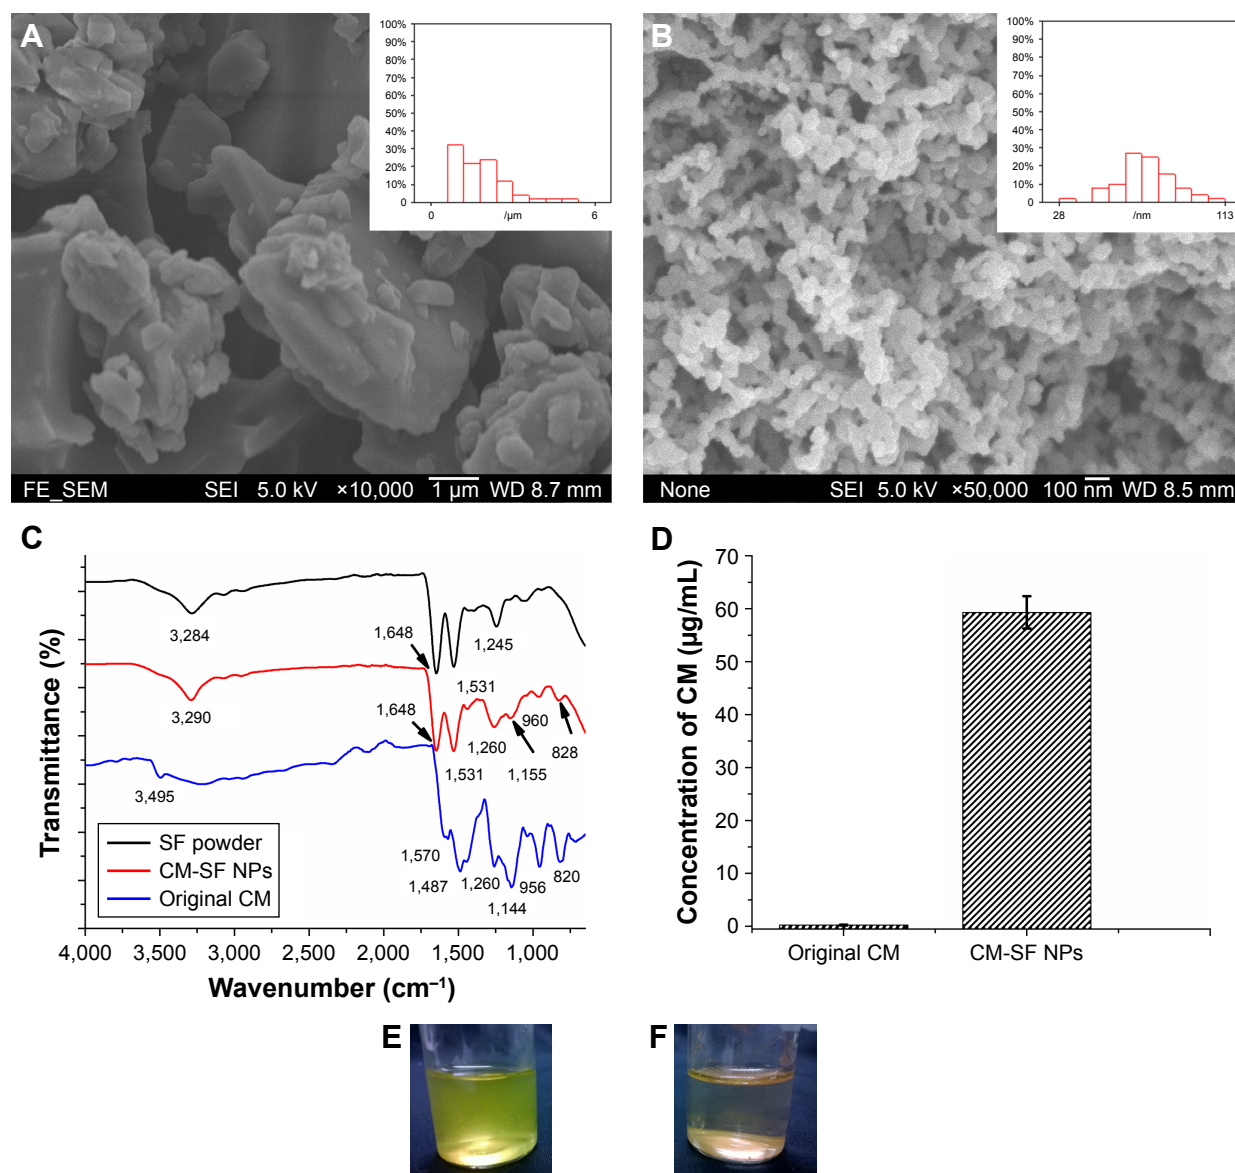 A
100%
90%
80%
70%
60%
50%
40%
30%
20%
10%
0
0 /µm 6
FE_SEM SEI 5.0 kV ×10,000 1 µm WD 8.7 mm
B
100%
90%
80%
70%
60%
50%
40%
30%
20%
10%
0
28 /nm 113
None SEI 5.0 kV ×50,000 100 nm WD 8.5 mm
C
Transmittance (%)
3,284
1,648
1,245
3,290
1,648
1,531
1,260
960
828
1,531
1,155
3,495
1,570
1,487
1,260
1,144
956
820
SF powder
CM-SF NPs
Original CM
4,000 3,500 3,000 2,500 2,000 1,500 1,000
Wavenumber (cm⁻¹)
D
Concentration of CM (µg/mL)
70
60
50
40
30
20
10
0
Original CM CM-SF NPs
E
F